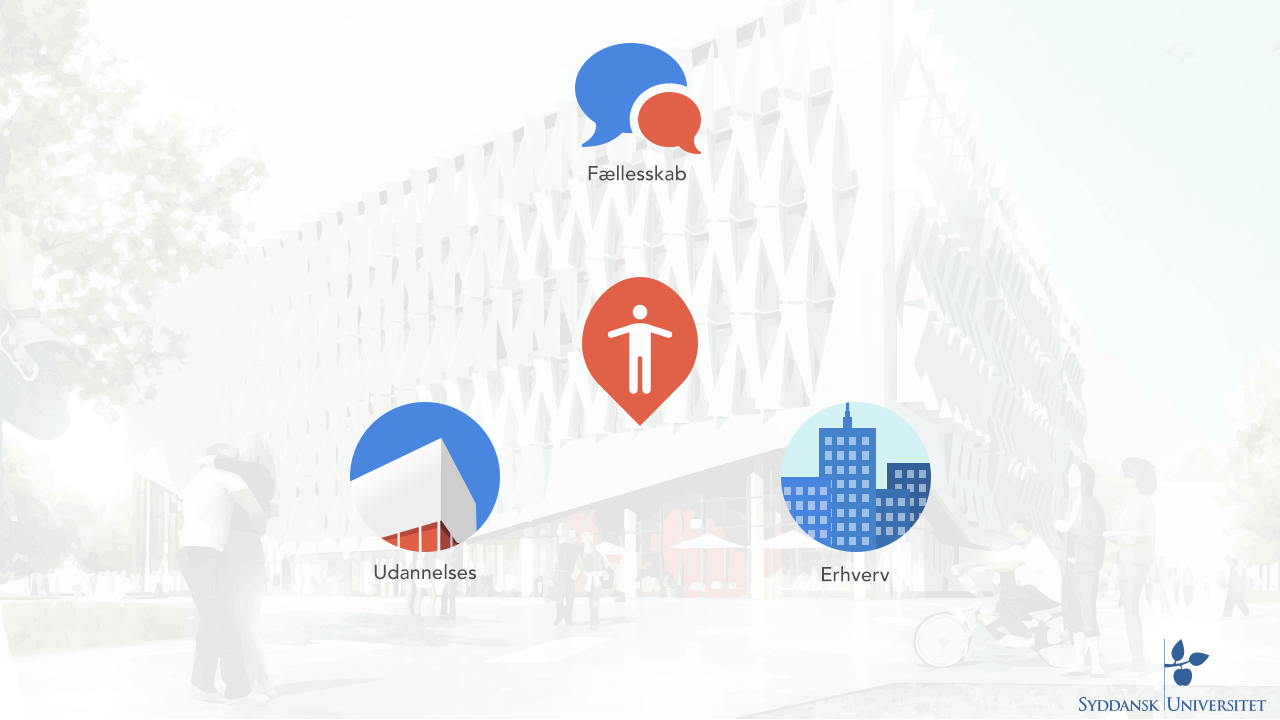 Fællesskab
Udannelses
Erhverv
SYDDANSK UNIVERSITET